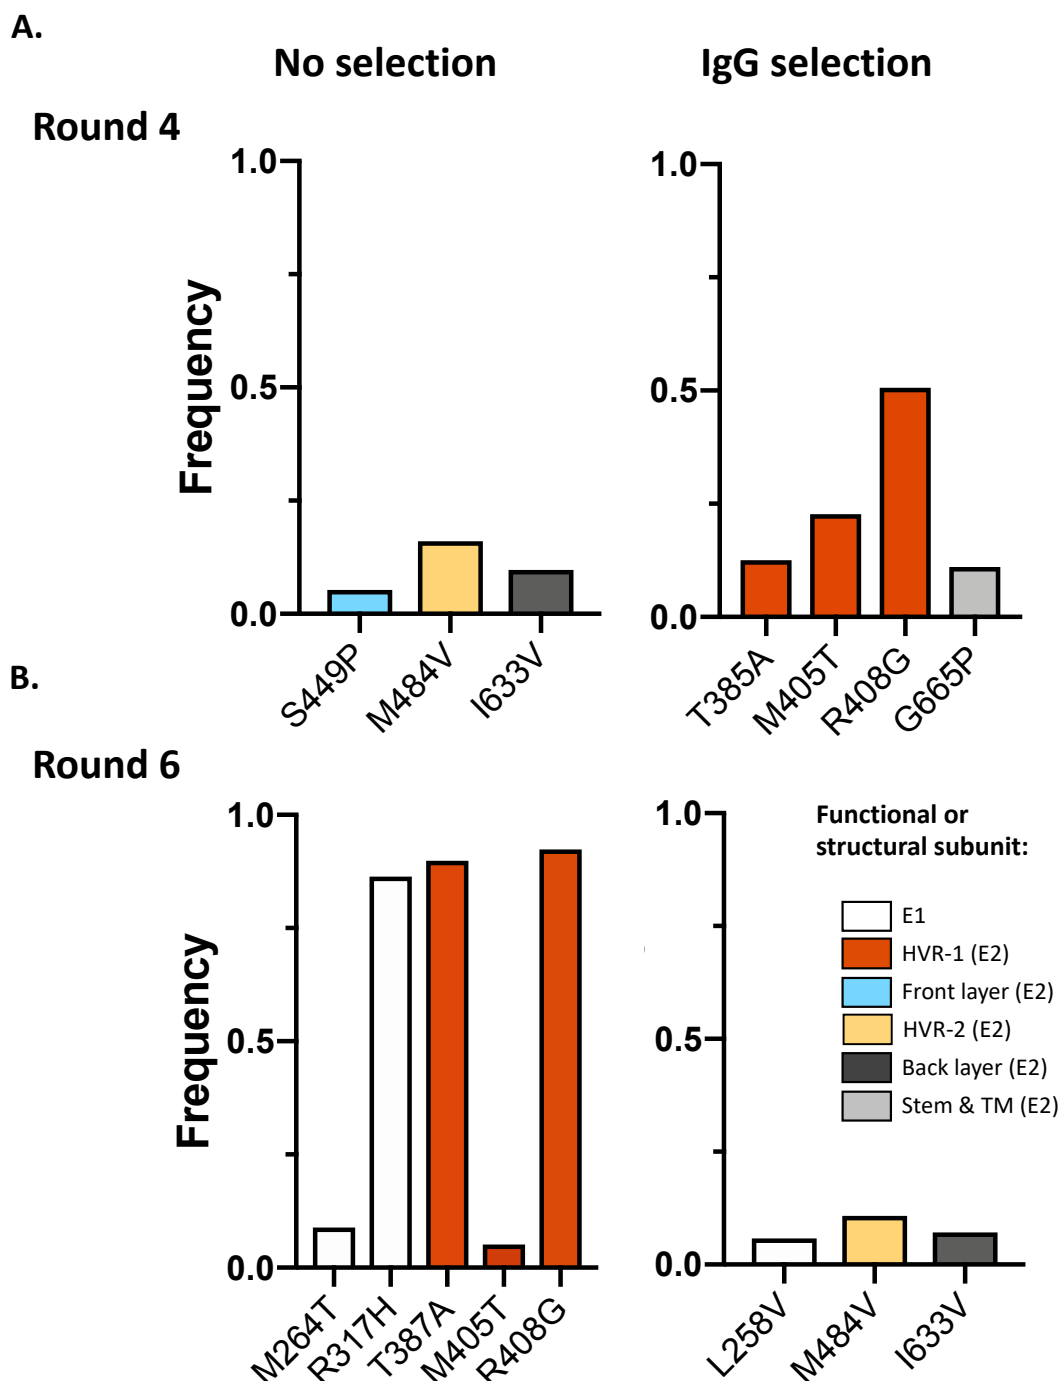 A.
No selection
IgG selection
Round 4
Frequency
1.0
0.5
0.0
S449P
M484V
I633V
1.0
0.5
0.0
T385A
M405T
R408G
G665P
B.
Round 6
Frequency
1.0
0.5
0.0
M264T
R317H
T387A
M405T
R408G
1.0
0.5
0.0
L258V
M484V
I633V
Functional or
structural subunit:
E1
HVR-1 (E2)
Front layer (E2)
HVR-2 (E2)
Back layer (E2)
Stem & TM (E2)